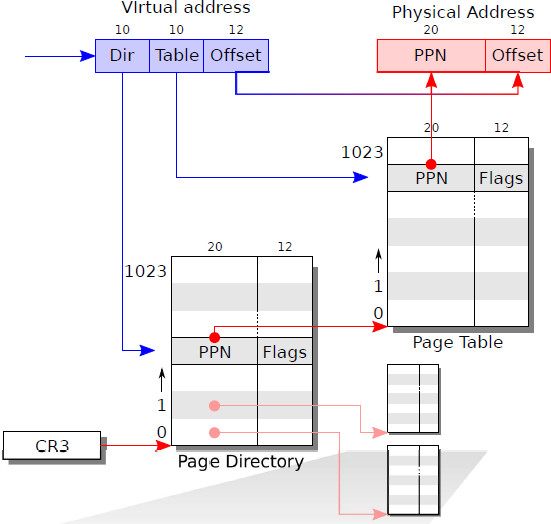 VIrtual address
10 10 12
Dir Table Offset
Physical Address
20 12
PPN Offset
20 12
1023
PPN Flags
1
0
Page Table
20 12
1023
PPN Flags
1
0
Page Directory
CR3